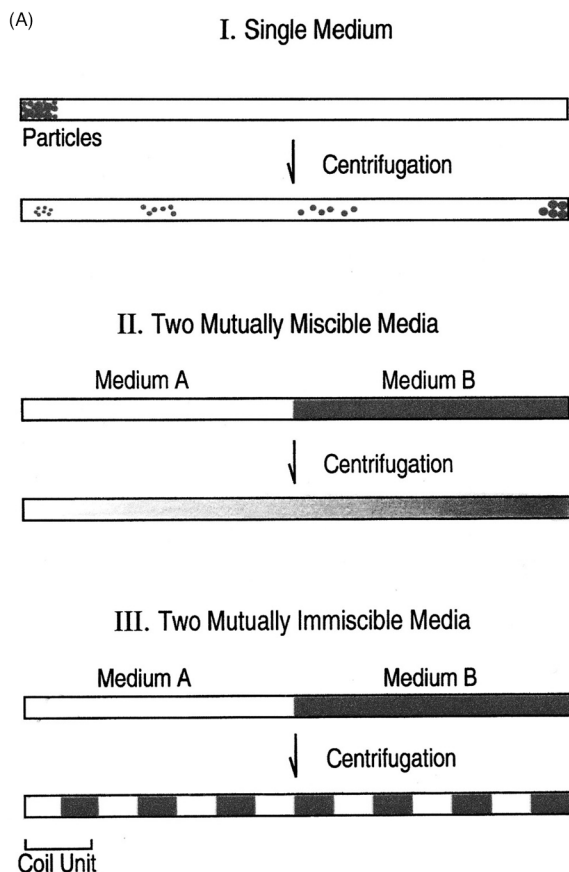 (A)
I. Single Medium
Particles
Centrifugation
II. Two Mutually Miscible Media
Medium A Medium B
Centrifugation
III. Two Mutually Immiscible Media
Medium A Medium B
Centrifugation
Coil Unit